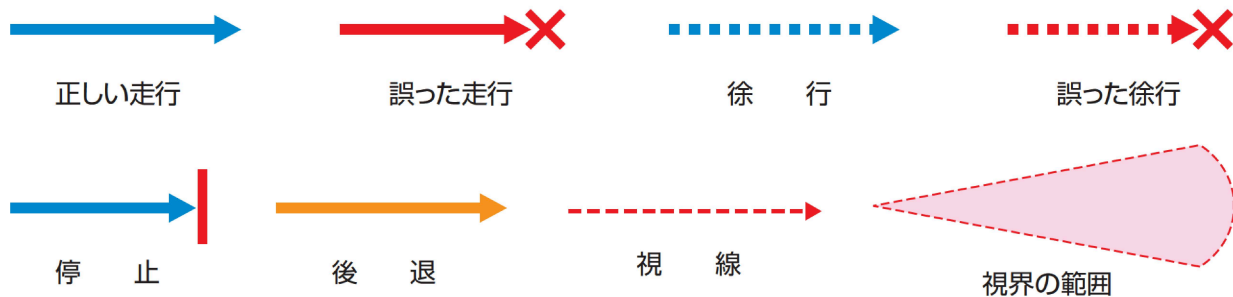 正しい走行
誤った走行
徐　行
誤った徐行
停　止
後　退
視　線
視界の範囲